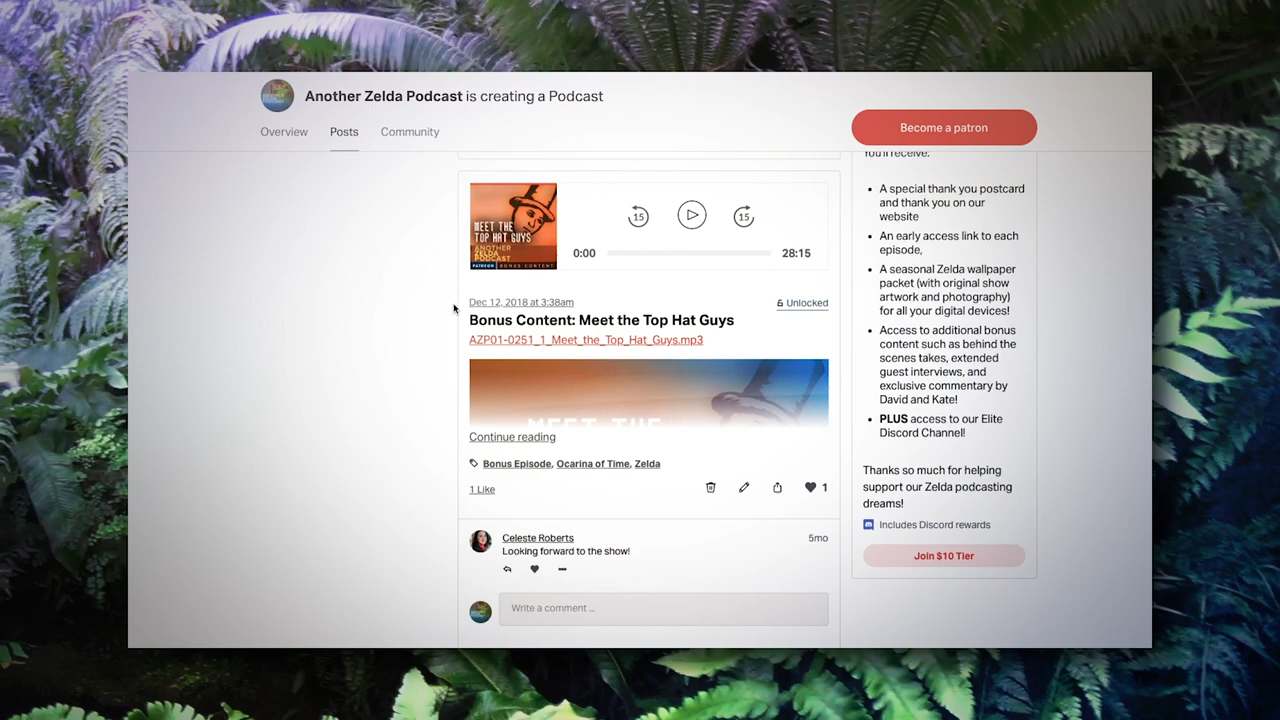 Another Zelda Podcast is creating a Podcast
Overview
Posts
Community
Become a patron
You'll receive:
A special thank you postcard
and thank you on our
website
An early access link to each
episode,
A seasonal Zelda wallpaper
packet (with original show
artwork and photography)
for all your digital devices!
Access to additional bonus
content such as behind the
scenes takes, extended
guest interviews, and
exclusive commentary by
David and Kate!
PLUS access to our Elite
Discord Channel!
Thanks so much for helping
support our Zelda podcasting
dreams!
Includes Discord rewards
Join $10 Tier
MEET THE
TOP HAT GUYS
ANOTHER
ZELDA
PODCAST
PATREON BONUS CONTENT
15
15
0:00
28:15
Dec 12, 2018 at 3:38am
Unlocked
Bonus Content: Meet the Top Hat Guys
AZP01-0251_1_Meet_the_Top_Hat_Guys.mp3
MEET THE
Continue reading
Bonus Episode, Ocarina of Time, Zelda
1 Like
1
Celeste Roberts
5mo
Looking forward to the show!
Write a comment ...